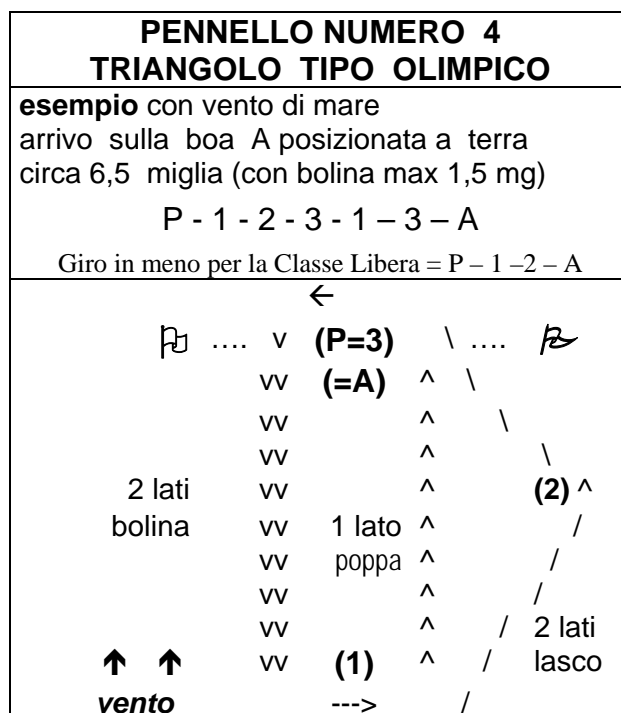 PENNELLO NUMERO 4
TRIANGOLO TIPO OLIMPICO
esempio con vento di mare
arrivo sulla boa A posizionata a terra
circa 6,5 miglia (con bolina max 1,5 mg)
P - 1 - 2 - 3 - 1 – 3 – A
Giro in meno per la Classe Libera = P – 1 –2 – A
←
.... v (P=3) \ ....
vv (=A) ^ \
vv ^ \
vv ^ \
2 lati vv ^ (2) ^
bolina vv 1 lato ^ /
vv poppa ^ /
vv ^ /
vv ^ / 2 lati
↑ ↑ vv (1) ^ / lasco
vento ---> /